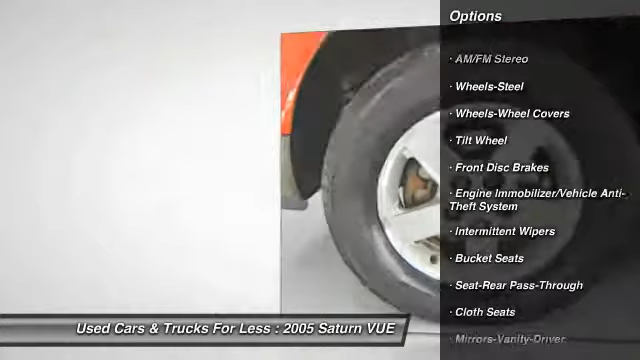 Options
· AM/FM Stereo
· Wheels-Steel
· Wheels-Wheel Covers
· Tilt Wheel
· Front Disc Brakes
· Engine Immobilizer/Vehicle Anti-
Theft System
· Intermittent Wipers
· Bucket Seats
· Seat-Rear Pass-Through
· Cloth Seats
· Mirrors-Vanity-Driver
Used Cars & Trucks For Less : 2005 Saturn VUE